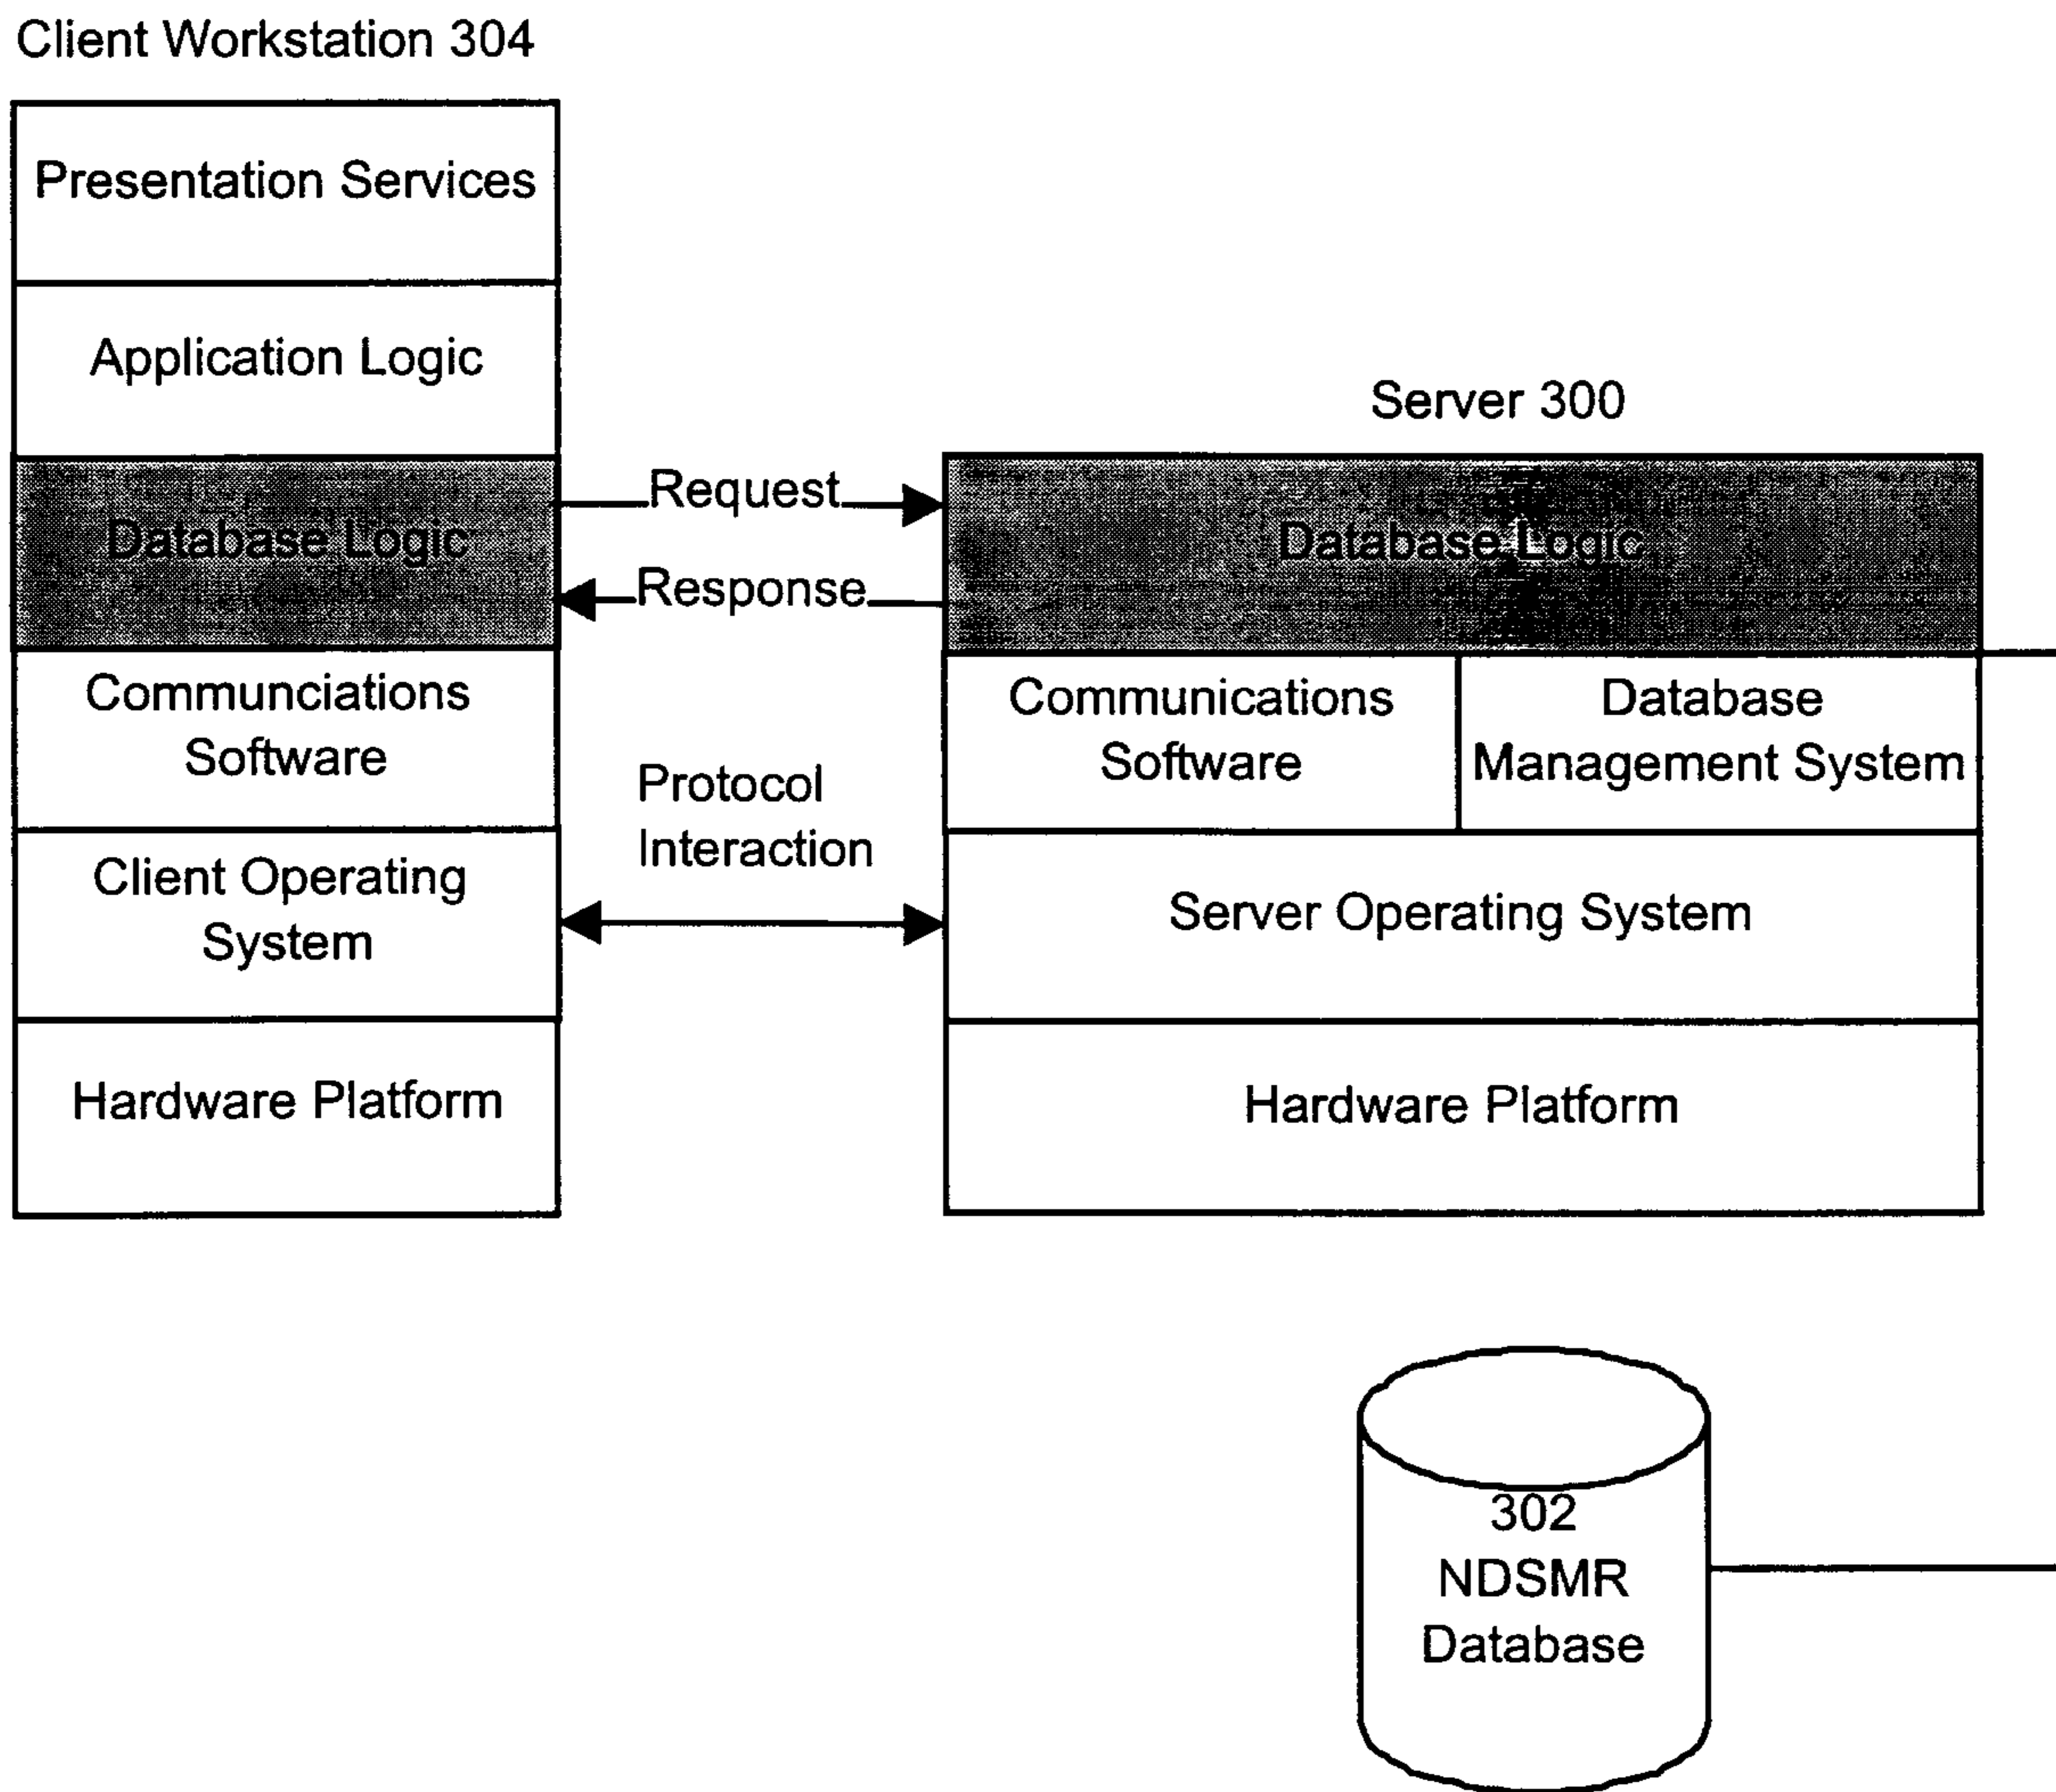 Client Workstation 304
Presentation Services
Application Logic
Database Logic
Communciations
Software
Client Operating
System
Hardware Platform
Request
Response
Protocol
Interaction
Server 300
Database Logic
Communications
Software
Database
Management System
Server Operating System
Hardware Platform
302
NDSMR
Database